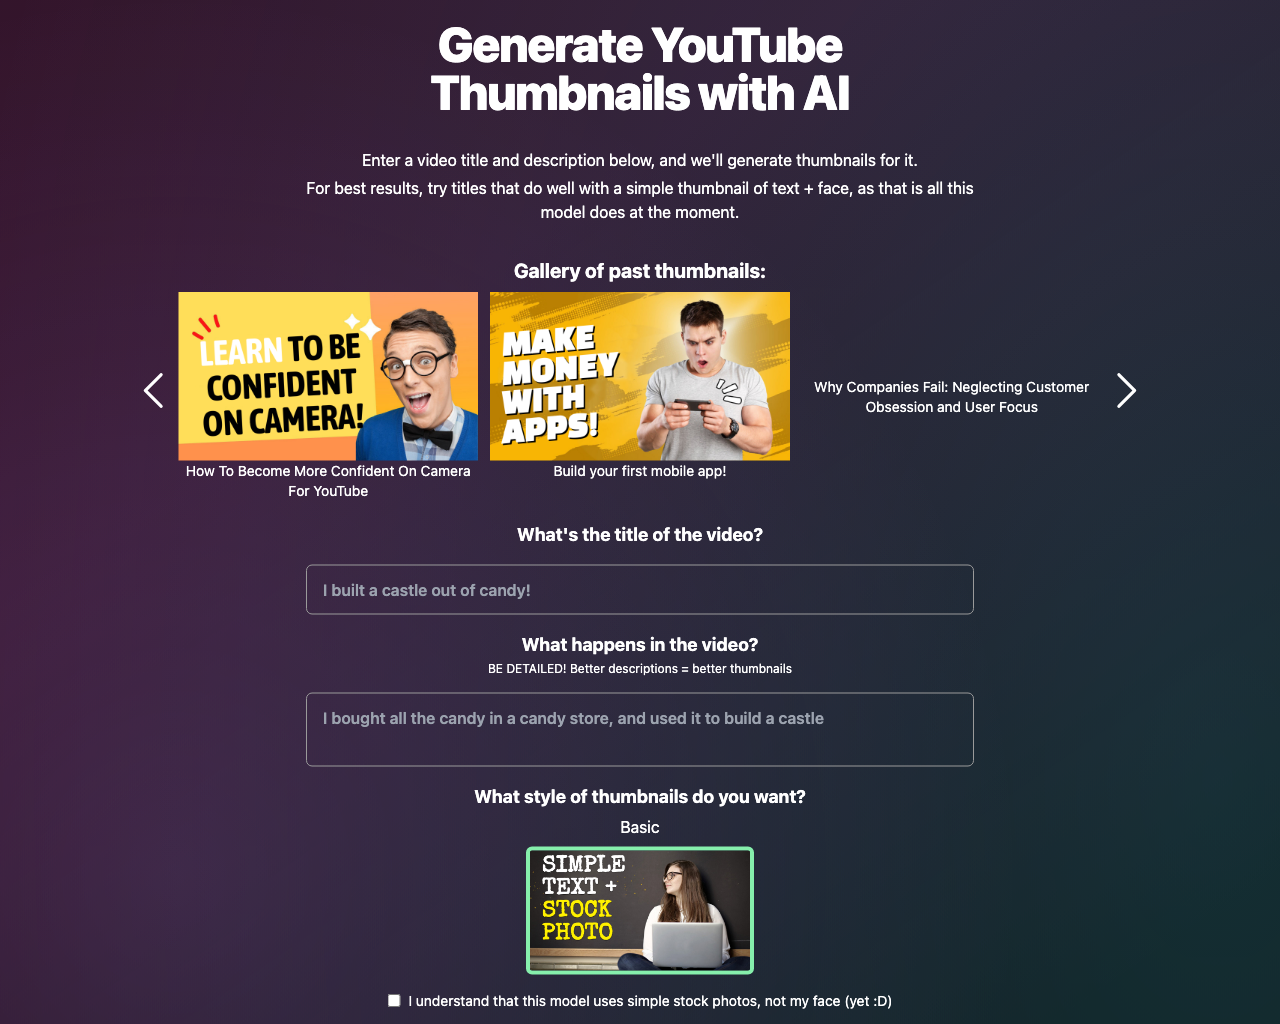 Generate YouTube
Thumbnails with AI
Enter a video title and description below, and we'll generate thumbnails for it.
For best results, try titles that do well with a simple thumbnail of text + face, as that is all this
model does at the moment.
Gallery of past thumbnails:
LEARN TO BE
CONFIDENT
ON CAMERA!
How To Become More Confident On Camera
For YouTube
MAKE
MONEY
WITH
APPS!
Build your first mobile app!
Why Companies Fail: Neglecting Customer
Obsession and User Focus
What's the title of the video?
I built a castle out of candy!
What happens in the video?
BE DETAILED! Better descriptions = better thumbnails
I bought all the candy in a candy store, and used it to build a castle
What style of thumbnails do you want?
Basic
SIMPLE
TEXT +
STOCK
PHOTO
I understand that this model uses simple stock photos, not my face (yet :D)